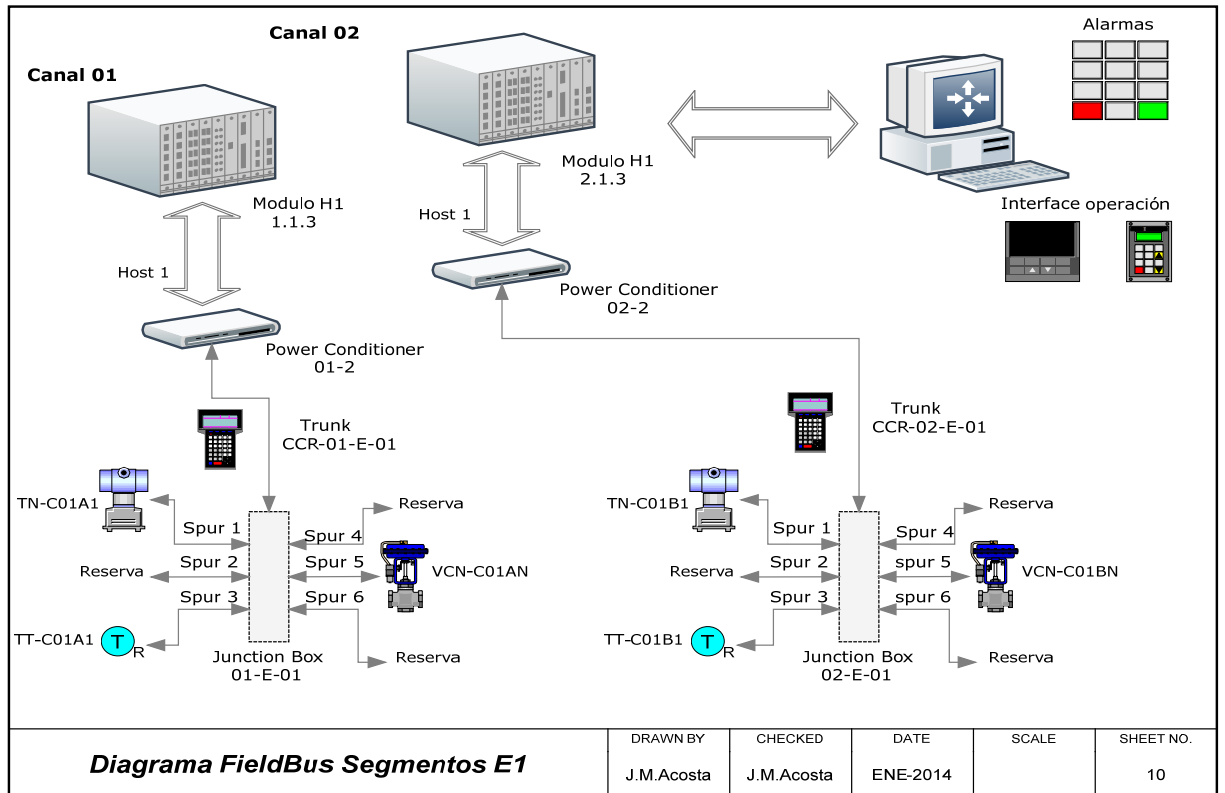 Canal 02
Alarmas
Canal 01
Modulo H1
2.1.3
Modulo H1
1.1.3
Host 1
Interface operación
Host 1
Power Conditioner
02-2
Power Conditioner
01-2
Trunk
CCR-01-E-01
Trunk
CCR-02-E-01
TN-C01A1
Spur 1
Spur 4
Reserva
Reserva
Spur 2
Spur 5
VCN-C01AN
Spur 3
Spur 6
TT-C01A1
T
R
Reserva
Junction Box
01-E-01
TN-C01B1
Spur 1
Spur 4
Reserva
Reserva
Spur 2
spur 5
VCN-C01BN
Spur 3
spur 6
TT-C01B1
T
R
Reserva
Junction Box
02-E-01
Diagrama FieldBus Segmentos E1
DRAWN BY
J.M.Acosta
CHECKED
J.M.Acosta
DATE
ENE-2014
SCALE
SHEET NO.
10